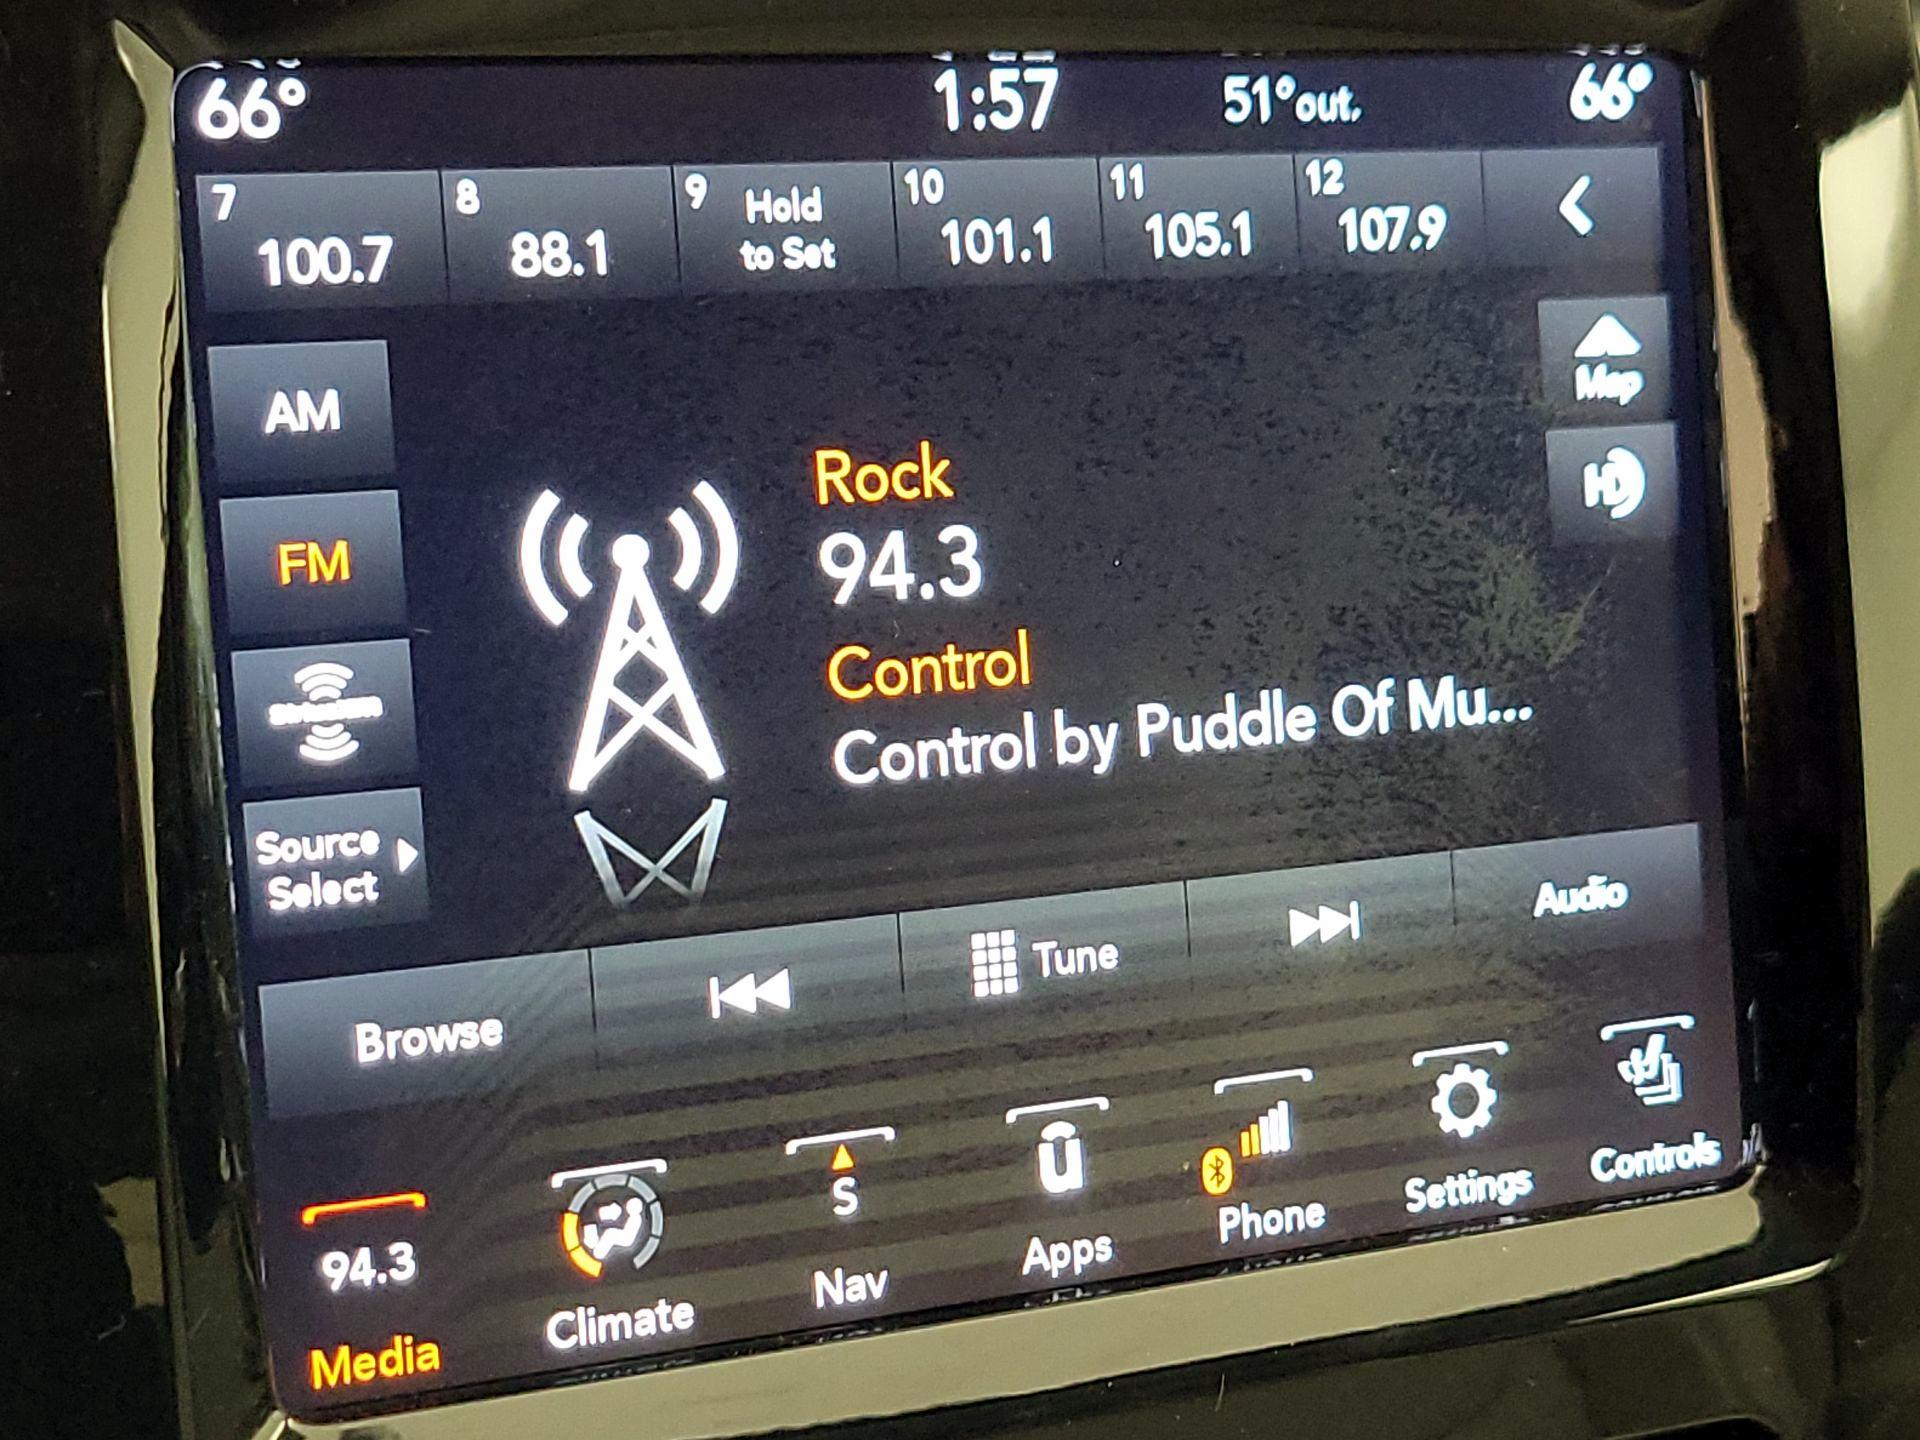 66° 1:57 51°out. 66°
7 8 9 Hold 10 11 12
100.7 88.1 to Set 101.1 105.1 107.9
Map
AM
HD
Rock
FM
94.3
Control
SiriusXM
Control by Puddle Of Mu...
Source
Select
Browse Tune Audio
S u
94.3 Climate Nav Apps Phone Settings Controls
Media